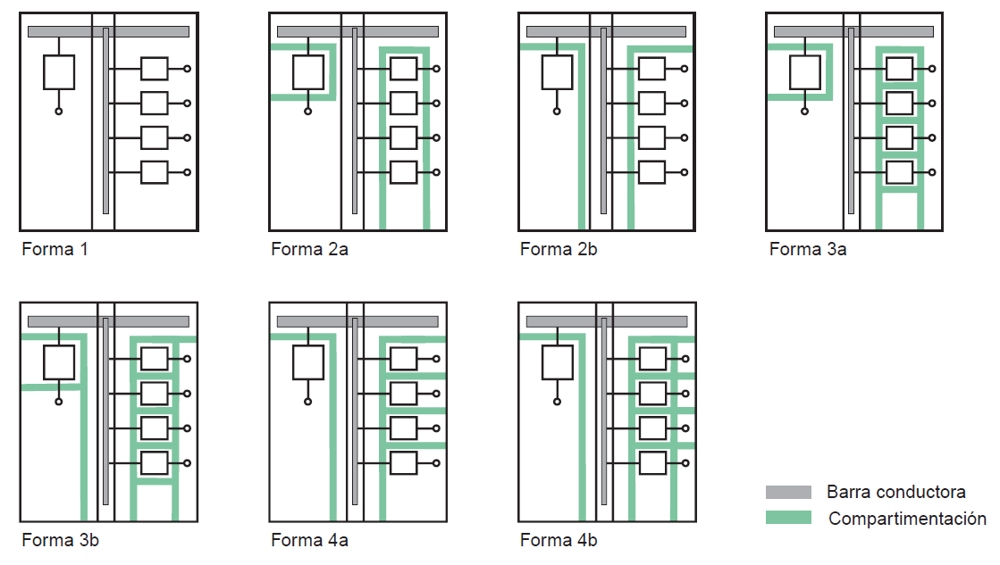 Forma 1
Forma 2a
Forma 2b
Forma 3a
Forma 3b
Forma 4a
Forma 4b
Barra conductora
Compartimentación